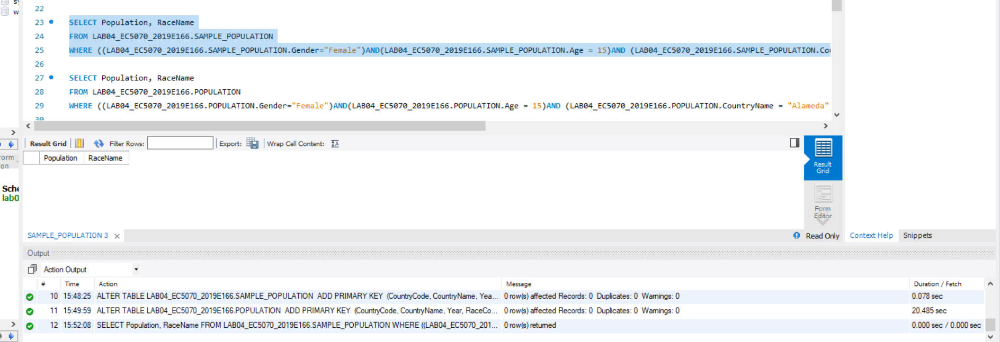 sy
w
22
23 SELECT Population, RaceName
24 FROM LAB04_EC5070_2019E166.SAMPLE_POPULATION
25 WHERE ((LAB04_EC5070_2019E166.SAMPLE_POPULATION.Gender="Female")AND(LAB04_EC5070_2019E166.SAMPLE_POPULATION.Age = 15)AND (LAB04_EC5070_2019E166.SAMPLE_POPULATION.Cou
26
27 SELECT Population, RaceName
28 FROM LAB04_EC5070_2019E166.POPULATION
29 WHERE ((LAB04_EC5070_2019E166.POPULATION.Gender="Female")AND(LAB04_EC5070_2019E166.POPULATION.Age = 15)AND (LAB04_EC5070_2019E166.POPULATION.CountryName = "Alameda"
30
Result Grid Filter Rows: Export: Wrap Cell Content: IA
Population RaceName
Result
Grid
orm
on
Sche
lab0
Form
Editor
SAMPLE_POPULATION 3 Read Only Context Help Snippets
Output
Action Output
# Time Action Message Duration / Fetch
10 15:48:25 ALTER TABLE LAB04_EC5070_2019E166.SAMPLE_POPULATION ADD PRIMARY KEY (CountryCode, CountryName, Yea... 0 row(s) affected Records: 0 Duplicates: 0 Warnings: 0 0.078 sec
11 15:49:59 ALTER TABLE LAB04_EC5070_2019E166.POPULATION ADD PRIMARY KEY (CountryCode, CountryName, Year, RaceCo... 0 row(s) affected Records: 0 Duplicates: 0 Warnings: 0 20.485 sec
12 15:52:08 SELECT Population, RaceName FROM LAB04_EC5070_2019E166.SAMPLE_POPULATION WHERE ((LAB04_EC5070_201... 0 row(s) returned 0.000 sec / 0.000 sec